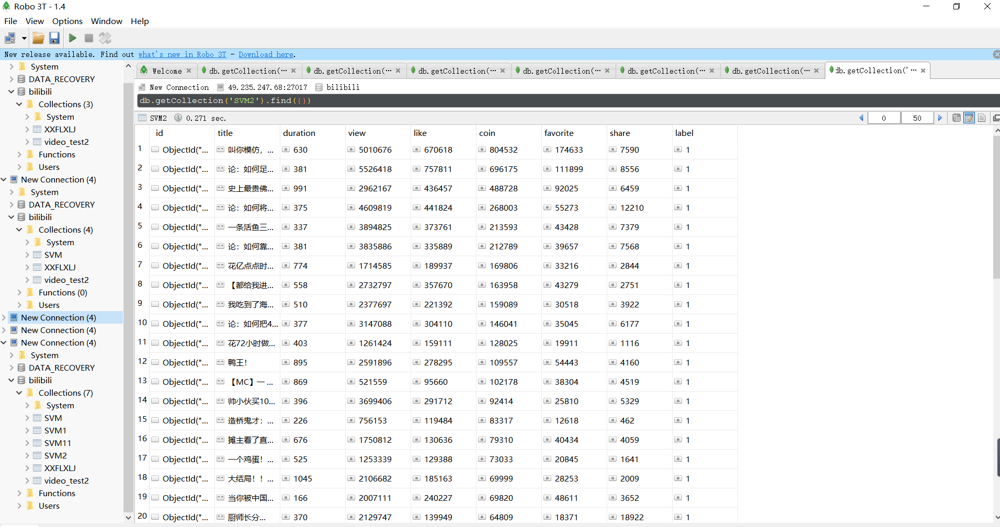 Robo 3T - 1.4
File View Options Window Help
New release available. Find out what's new in Robo 3T - Download here.
System
DATA_RECOVERY
bilibili
Collections (3)
System
XXFLXLJ
video_test2
Functions
Users
New Connection (4)
System
DATA_RECOVERY
bilibili
Collections (4)
System
SVM
XXFLXLJ
video_test2
Functions (0)
Users
New Connection (4)
New Connection (4)
New Connection (4)
System
DATA_RECOVERY
bilibili
Collections (7)
System
SVM
SVM1
SVM11
SVM2
XXFLXLJ
video_test2
Functions
Users
Welcome db.getCollection(… db.getCollection(… db.getCollection(… db.getCollection(… db.getCollection(… db.getCollection(… db.getCollection('…
New Connection 49.235.247.68:27017 bilibili
db.getCollection('SVM2').find({})
SVM2 0.271 sec. 0 50
id title duration view like coin favorite share label
1 ObjectId("... "" 叫你模仿，... # 630 # 5010676 # 670618 # 804532 # 174633 # 7590 # 1
2 ObjectId("... "" 论：如何足... # 381 # 5526418 # 757811 # 696175 # 111899 # 8556 # 1
3 ObjectId("... "" 史上最贵佛... # 991 # 2962167 # 436457 # 488728 # 92025 # 6459 # 1
4 ObjectId("... "" 论：如何将... # 375 # 4609819 # 441824 # 268003 # 55273 # 12210 # 1
5 ObjectId("... "" 一条活鱼三... # 337 # 3894825 # 373761 # 213593 # 43428 # 7379 # 1
6 ObjectId("... "" 论：如何靠... # 381 # 3835886 # 335889 # 212789 # 39657 # 7568 # 1
7 ObjectId("... "" 花亿点点时... # 774 # 1714585 # 189937 # 169806 # 33216 # 2844 # 1
8 ObjectId("... "" 【都给我进... # 558 # 2732797 # 357670 # 163958 # 43279 # 2751 # 1
9 ObjectId("... "" 我吃到了海... # 510 # 2377697 # 221392 # 159089 # 30518 # 3922 # 1
10 ObjectId("... "" 论：如何把4... # 377 # 3147088 # 304110 # 146041 # 35045 # 6177 # 1
11 ObjectId("... "" 花72小时做... # 403 # 1261424 # 159111 # 128025 # 19911 # 1116 # 1
12 ObjectId("... "" 鸭王！ # 895 # 2591896 # 278295 # 109557 # 54443 # 4160 # 1
13 ObjectId("... "" 【MC】一 ... # 869 # 521559 # 95660 # 102178 # 38304 # 4519 # 1
14 ObjectId("... "" 帅小伙买10... # 396 # 3699406 # 291712 # 92414 # 25810 # 5329 # 1
15 ObjectId("... "" 造桥鬼才：... # 226 # 756153 # 119484 # 83317 # 12618 # 462 # 1
16 ObjectId("... "" 摊主看了直... # 676 # 1750812 # 130636 # 79310 # 40434 # 4059 # 1
17 ObjectId("... "" 一个鸡蛋！... # 525 # 1253339 # 129388 # 73033 # 20845 # 1641 # 1
18 ObjectId("... "" 大结局！！... # 1045 # 2106682 # 185163 # 69999 # 28253 # 2009 # 1
19 ObjectId("... "" 当你被中国... # 166 # 2007111 # 240227 # 69820 # 48611 # 3652 # 1
20 ObjectId("... "" 厨师长分... # 370 # 2129747 # 139949 # 64809 # 18371 # 18922 # 1